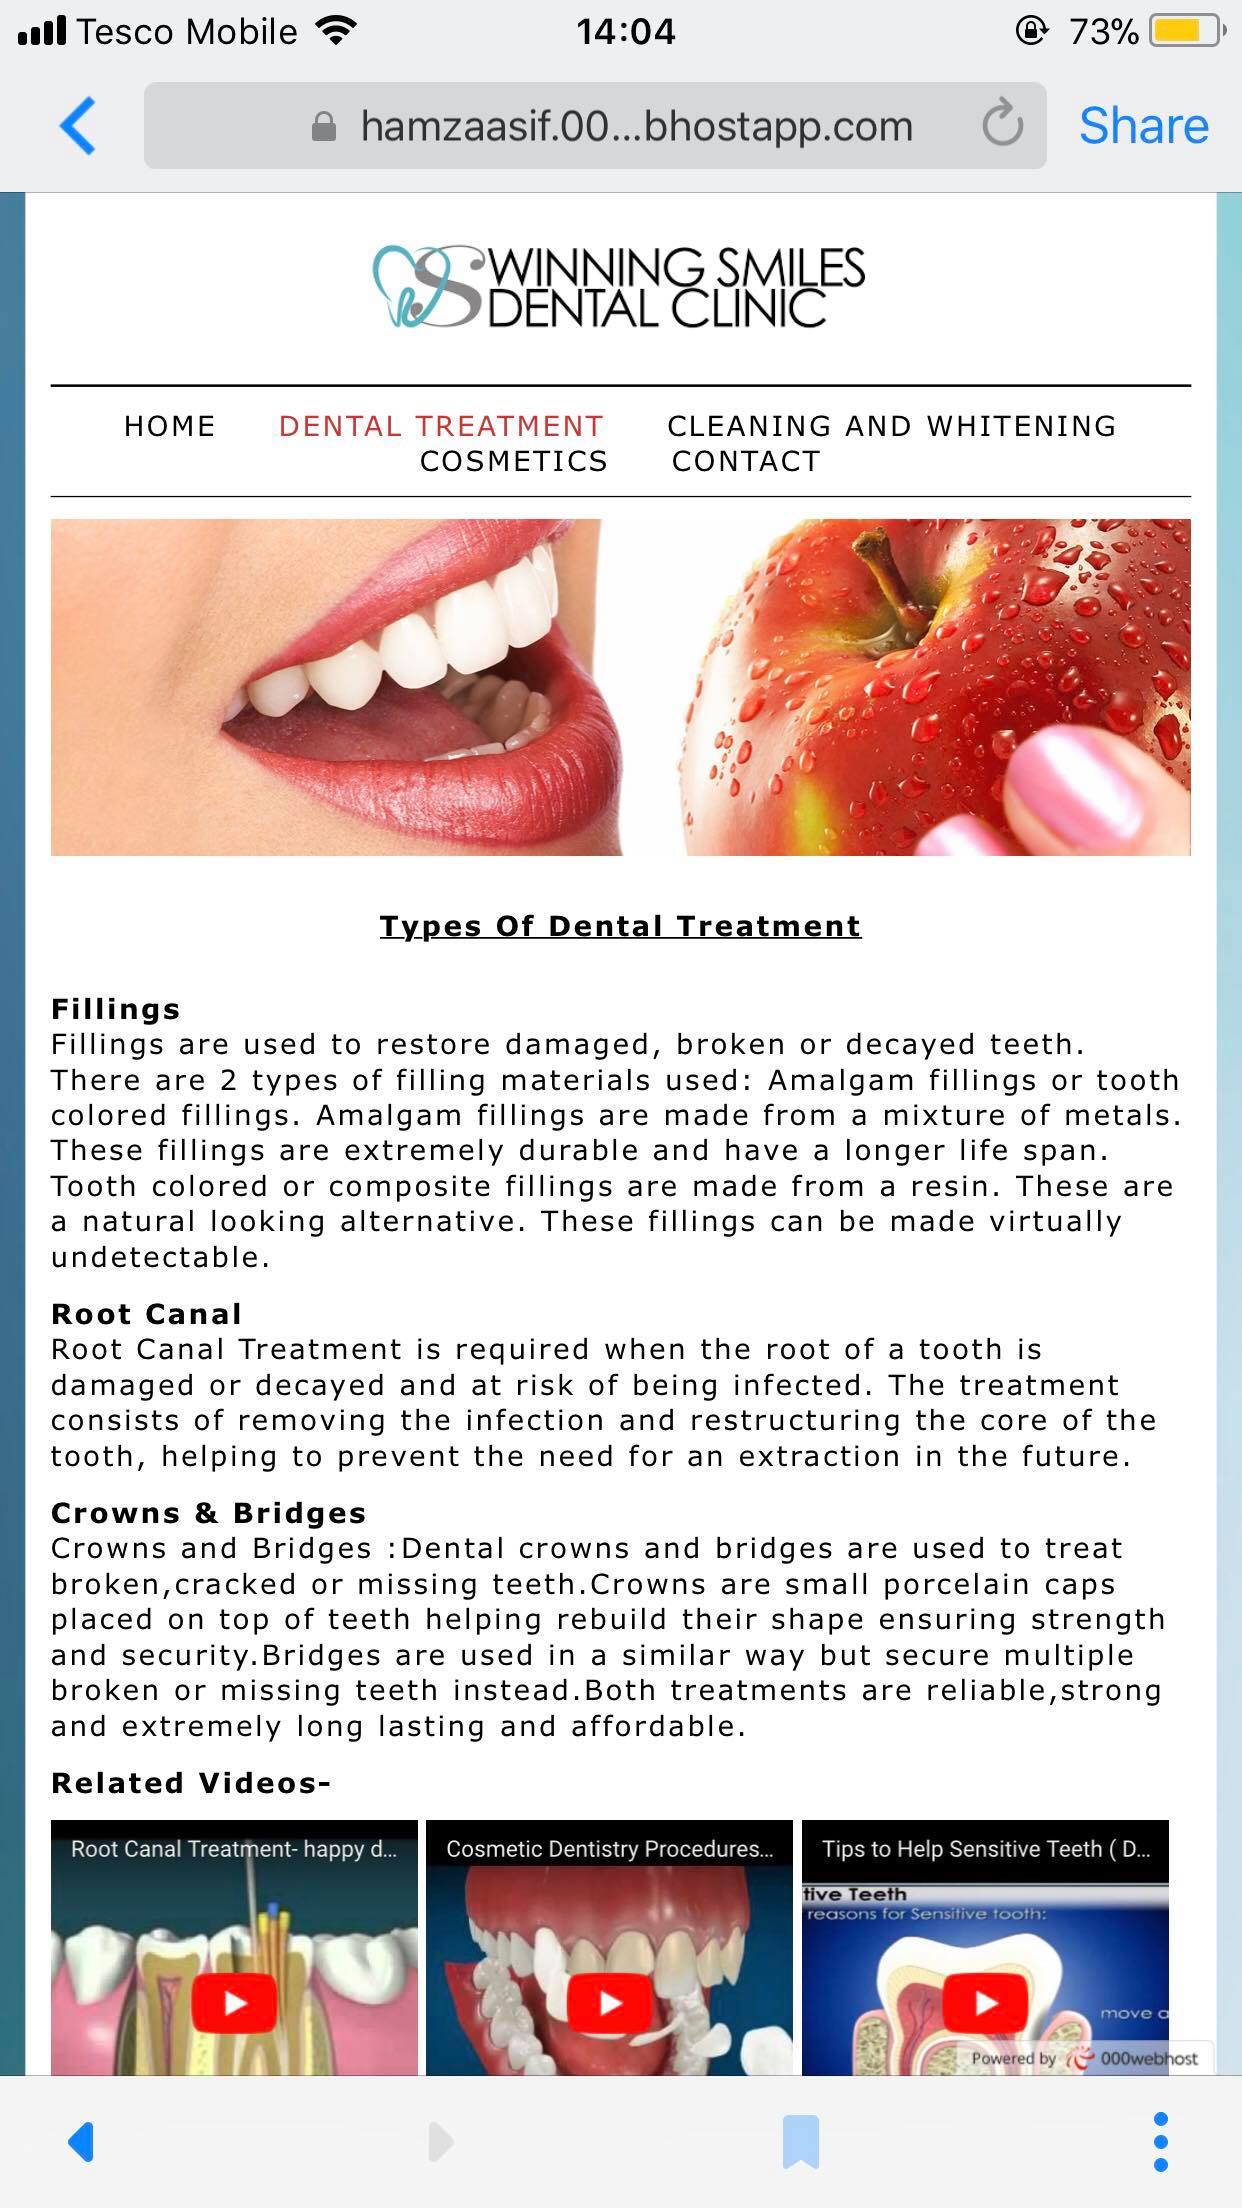 Tesco Mobile 14:04 73%
hamzaasif.00...bhostapp.com Share
WINNING SMILES
DENTAL CLINIC
HOME DENTAL TREATMENT CLEANING AND WHITENING
COSMETICS CONTACT
Types Of Dental Treatment
Fillings
Fillings are used to restore damaged, broken or decayed teeth.
There are 2 types of filling materials used: Amalgam fillings or tooth
colored fillings. Amalgam fillings are made from a mixture of metals.
These fillings are extremely durable and have a longer life span.
Tooth colored or composite fillings are made from a resin. These are
a natural looking alternative. These fillings can be made virtually
undetectable.
Root Canal
Root Canal Treatment is required when the root of a tooth is
damaged or decayed and at risk of being infected. The treatment
consists of removing the infection and restructuring the core of the
tooth, helping to prevent the need for an extraction in the future.
Crowns & Bridges
Crowns and Bridges :Dental crowns and bridges are used to treat
broken,cracked or missing teeth.Crowns are small porcelain caps
placed on top of teeth helping rebuild their shape ensuring strength
and security.Bridges are used in a similar way but secure multiple
broken or missing teeth instead.Both treatments are reliable,strong
and extremely long lasting and affordable.
Related Videos-
Root Canal Treatment- happy d...
Cosmetic Dentistry Procedures...
Tips to Help Sensitive Teeth ( D...
tive Teeth
reasons for Sensitive tooth:
move a
Powered by 000webhost